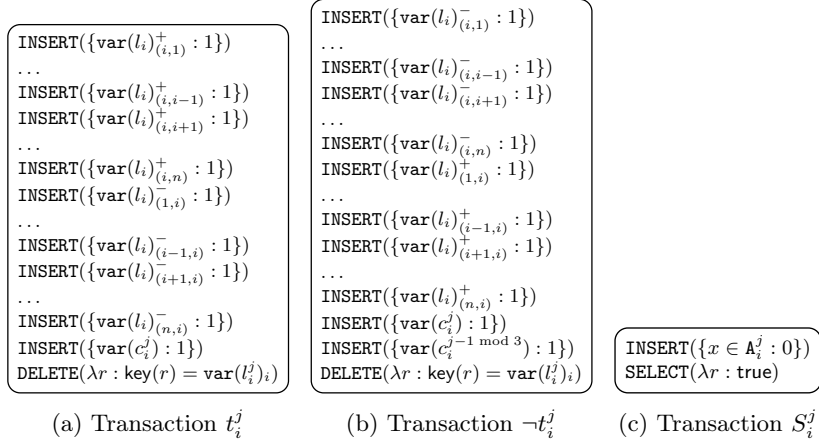 INSERT({var(l_i)^+_(i,1) : 1})
...
INSERT({var(l_i)^+_(i,i−1) : 1})
INSERT({var(l_i)^+_(i,i+1) : 1})
...
INSERT({var(l_i)^+_(i,n) : 1})
INSERT({var(l_i)^−_(1,i) : 1})
...
INSERT({var(l_i)^−_(i−1,i) : 1})
INSERT({var(l_i)^−_(i+1,i) : 1})
...
INSERT({var(l_i)^−_(n,i) : 1})
INSERT({var(c_i^j) : 1})
DELETE(λr : key(r) = var(l_i^j)_i)
(a) Transaction t_i^j
INSERT({var(l_i)^−_(i,1) : 1})
...
INSERT({var(l_i)^−_(i,i−1) : 1})
INSERT({var(l_i)^−_(i,i+1) : 1})
...
INSERT({var(l_i)^−_(i,n) : 1})
INSERT({var(l_i)^+_(1,i) : 1})
...
INSERT({var(l_i)^+_(i−1,i) : 1})
INSERT({var(l_i)^+_(i+1,i) : 1})
...
INSERT({var(l_i)^+_(n,i) : 1})
INSERT({var(c_i^j) : 1})
INSERT({var(c_i^{j−1 mod 3}) : 1})
DELETE(λr : key(r) = var(l_i^j)_i)
(b) Transaction ¬t_i^j
INSERT({x ∈ A_i^j : 0})
SELECT(λr : true)
(c) Transaction S_i^j